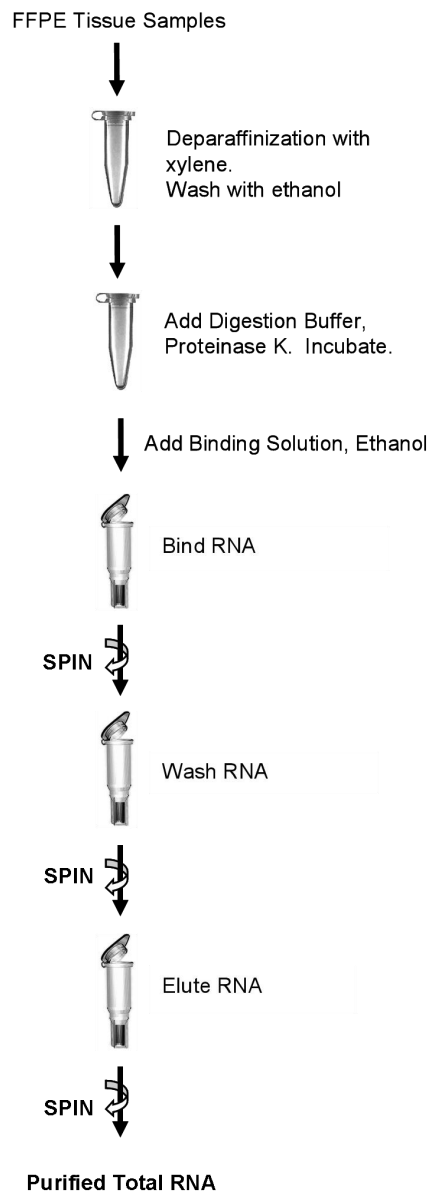 FFPE Tissue Samples
Deparaffinization with
xylene.
Wash with ethanol
Add Digestion Buffer,
Proteinase K.  Incubate.
Add Binding Solution, Ethanol
Bind RNA
SPIN
Wash RNA
SPIN
Elute RNA
SPIN
Purified Total RNA